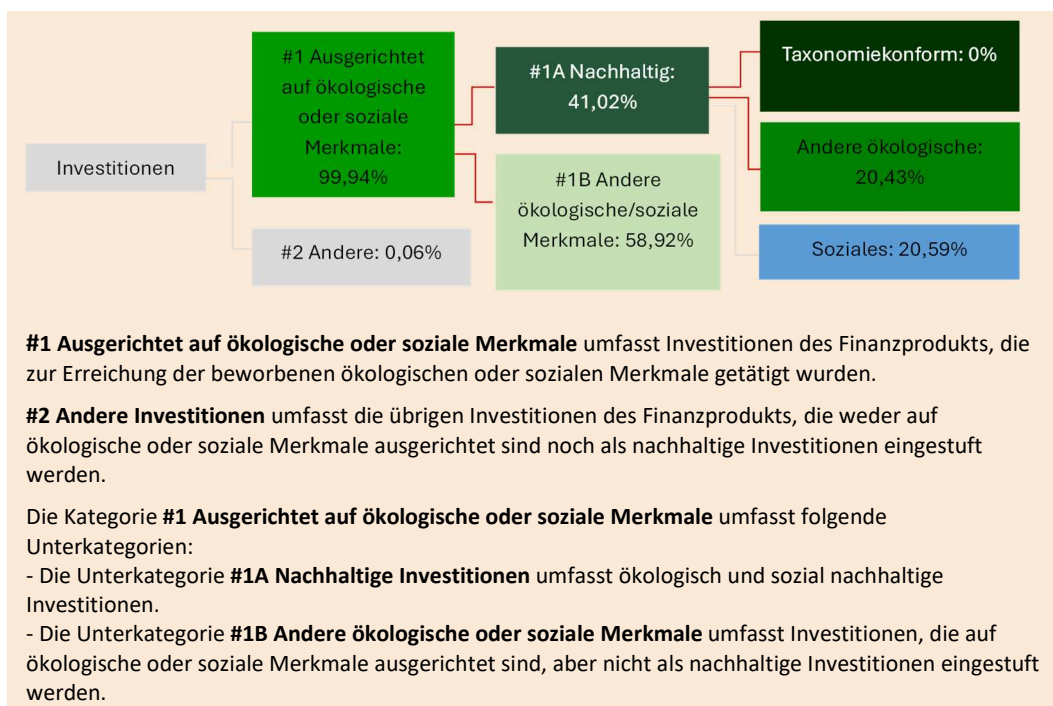 Investitionen
#1 Ausgerichtet
auf ökologische
oder soziale
Merkmale:
99,94%
#2 Andere: 0,06%
#1A Nachhaltig:
41,02%
#1B Andere
ökologische/soziale
Merkmale: 58,92%
Taxonomiekonform: 0%
Andere ökologische:
20,43%
Soziales: 20,59%
#1 Ausgerichtet auf ökologische oder soziale Merkmale umfasst Investitionen des Finanzprodukts, die
zur Erreichung der beworbenen ökologischen oder sozialen Merkmale getätigt wurden.
#2 Andere Investitionen umfasst die übrigen Investitionen des Finanzprodukts, die weder auf
ökologische oder soziale Merkmale ausgerichtet sind noch als nachhaltige Investitionen eingestuft
werden.
Die Kategorie #1 Ausgerichtet auf ökologische oder soziale Merkmale umfasst folgende
Unterkategorien:
- Die Unterkategorie #1A Nachhaltige Investitionen umfasst ökologisch und sozial nachhaltige
Investitionen.
- Die Unterkategorie #1B Andere ökologische oder soziale Merkmale umfasst Investitionen, die auf
ökologische oder soziale Merkmale ausgerichtet sind, aber nicht als nachhaltige Investitionen eingestuft
werden.